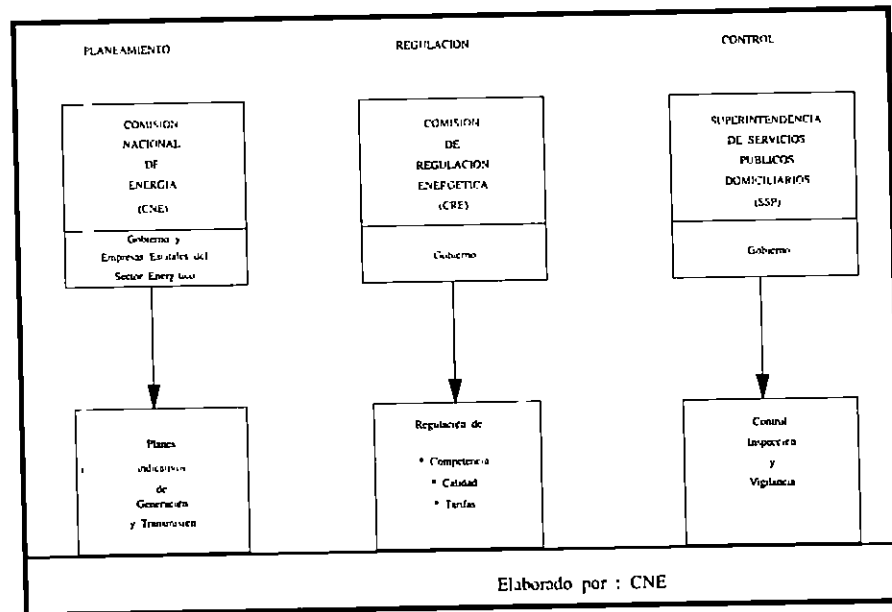 PLANEAMIENTO
REGULACION
CONTROL
COMISION
NACIONAL
DE
ENERGIA
(CNE)
Gobierno y
Empresas Estatales del
Sector Energético
Planes
indicativos
de
Generación
y Transmisión
COMISION
DE
REGULACION
ENERGETICA
(CRE)
Gobierno
Regulación de
* Competencia
* Calidad
* Tarifas
SUPERINTENDENCIA
DE SERVICIOS
PUBLICOS
DOMICILIARIOS
(SSP)
Gobierno
Control
Inspección
y
Vigilancia
Elaborado por : CNE